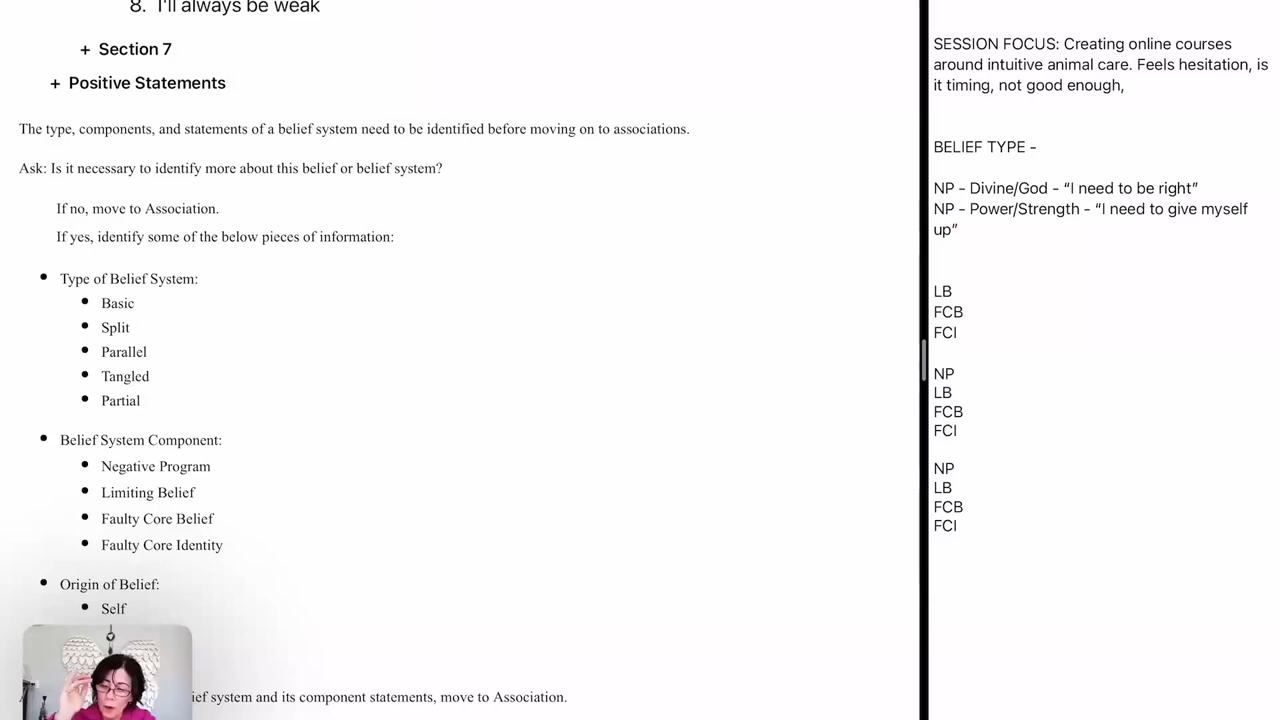 8. I'll always be weak
+ Section 7
+ Positive Statements
The type, components, and statements of a belief system need to be identified before moving on to associations.
Ask: Is it necessary to identify more about this belief or belief system?
If no, move to Association.
If yes, identify some of the below pieces of information:
• Type of Belief System:
• Basic
• Split
• Parallel
• Tangled
• Partial
• Belief System Component:
• Negative Program
• Limiting Belief
• Faulty Core Belief
• Faulty Core Identity
• Origin of Belief:
• Self
system and its component statements, move to Association.
SESSION FOCUS: Creating online courses
around intuitive animal care. Feels hesitation, is
it timing, not good enough,
BELIEF TYPE -
NP - Divine/God - “I need to be right”
NP - Power/Strength - “I need to give myself
up”
LB
FCB
FCI
NP
LB
FCB
FCI
NP
LB
FCB
FCI